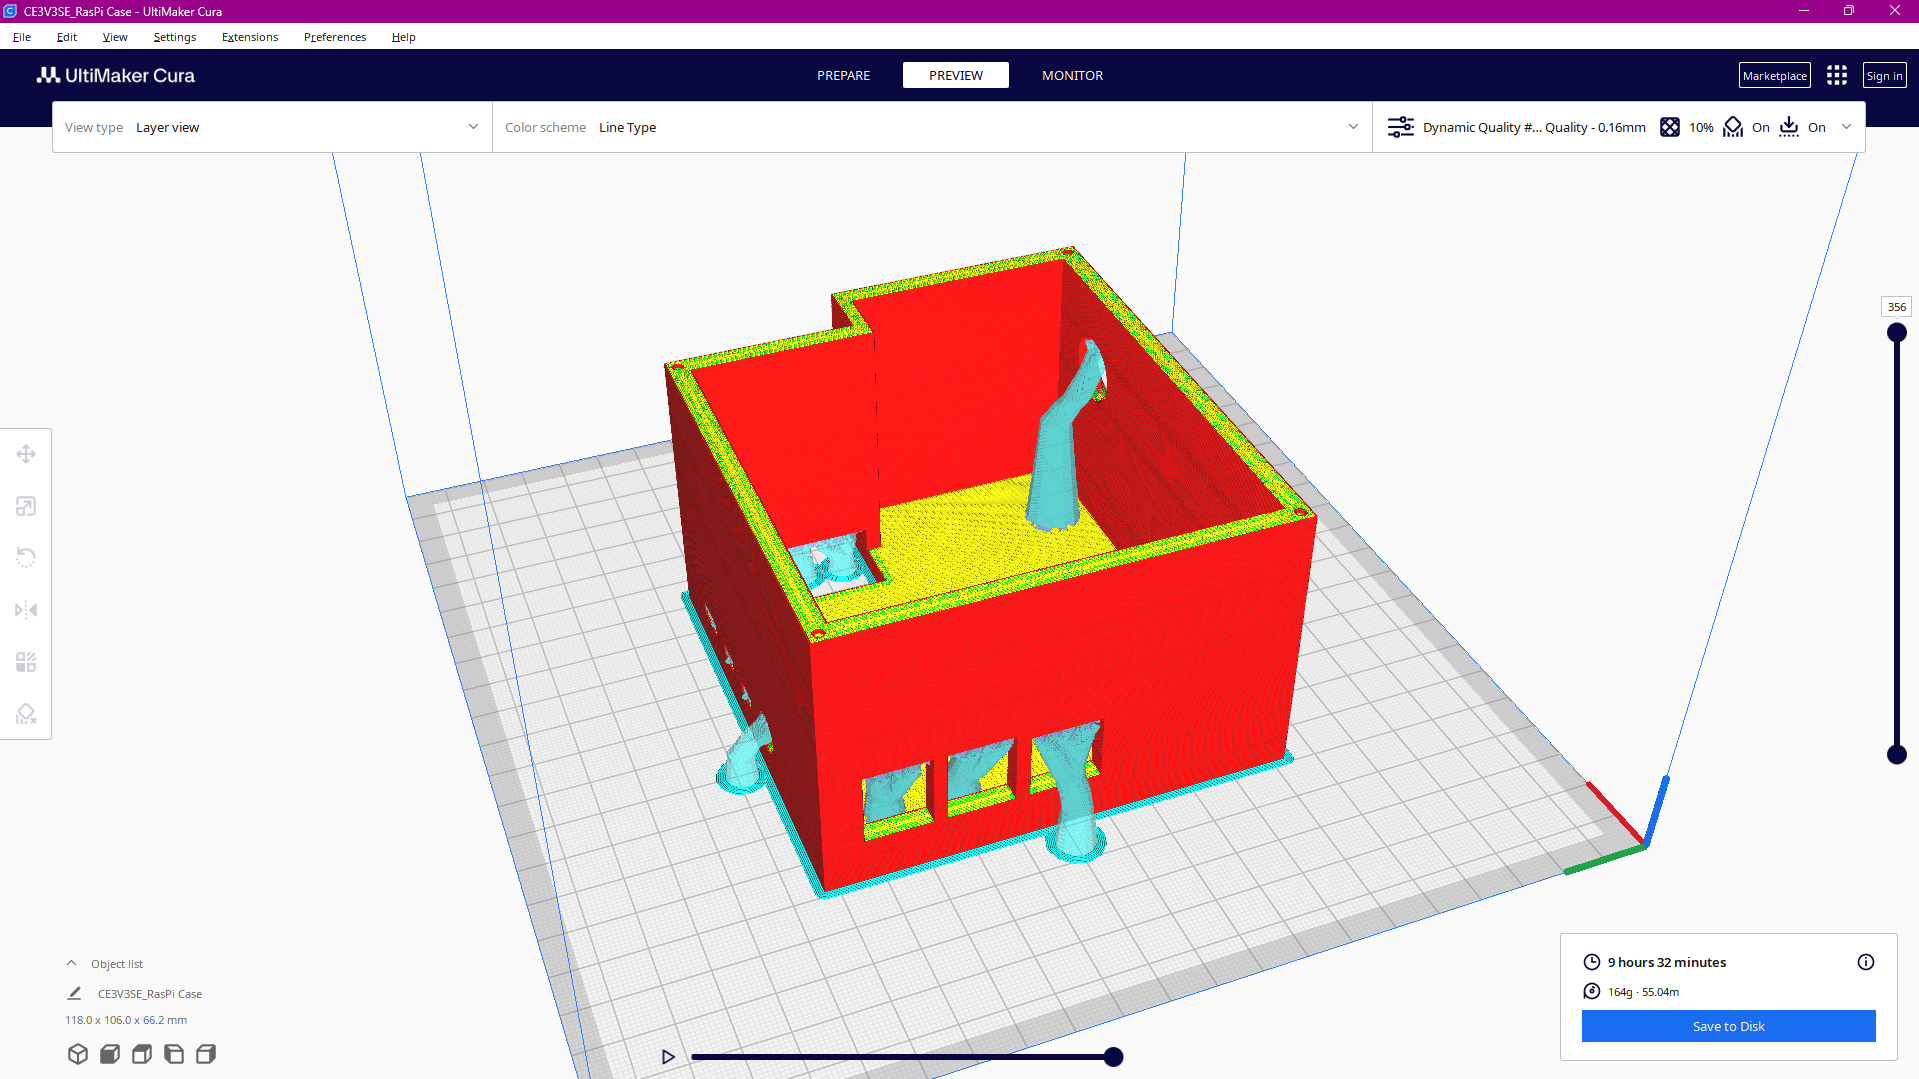 CE3V3SE_RasPi Case - UltiMaker Cura
File Edit View Settings Extensions Preferences Help
UltiMaker Cura
PREPARE PREVIEW MONITOR
Marketplace
Sign in
View type Layer view
Color scheme Line Type
Dynamic Quality #... Quality - 0.16mm 10% On On
356
Object list
CE3V3SE_RasPi Case
118.0 x 106.0 x 66.2 mm
9 hours 32 minutes
164g · 55.04m
Save to Disk